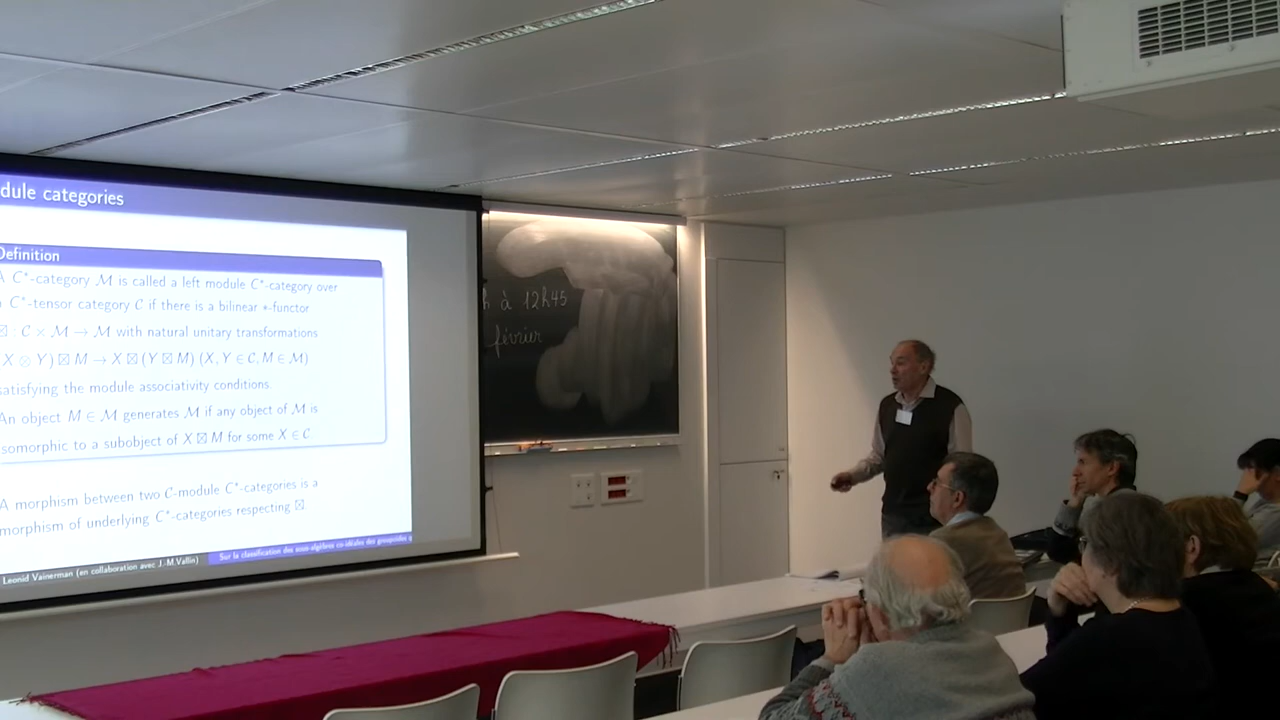 dule categories
Definition
A C*-category M is called a left module C*-category over
C*-tensor category C if there is a bilinear *-functor
⊠ : C × M → M with natural unitary transformations
X ⊗ Y) ⊠ M → X ⊠ (Y ⊠ M) (X, Y ∈ C, M ∈ M)
satisfying the module associativity conditions.
An object M ∈ M generates M if any object of M is
somorphic to a subobject of X ⊠ M for some X ∈ C
A morphism between two C-module C*-categories is a
morphism of underlying C*-categories respecting ⊠.
Leonid Vainerman (en collaboration avec J.-M.Vallin)
Sur la classification des sous-algèbres co-idéales des groupoïdes q
h à 12h45
février